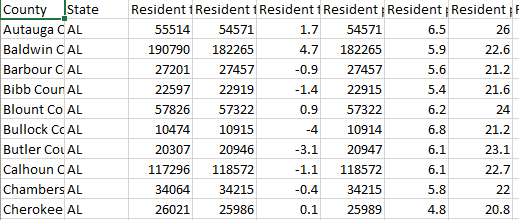 County State Resident t Resident t Resident t Resident p Resident p Resident p
Autauga C AL 55514 54571 1.7 54571 6.5 26
Baldwin C AL 190790 182265 4.7 182265 5.9 22.6
Barbour C AL 27201 27457 -0.9 27457 5.6 21.2
Bibb Coun AL 22597 22919 -1.4 22915 5.4 21.6
Blount Co AL 57826 57322 0.9 57322 6.2 24
Bullock Co AL 10474 10915 -4 10914 6.8 21.2
Butler Cou AL 20307 20946 -3.1 20947 6.1 23.1
Calhoun C AL 117296 118572 -1.1 118572 6.1 22.7
Chambers AL 34064 34215 -0.4 34215 5.8 22
Cherokee AL 26021 25986 0.1 25989 4.8 20.8